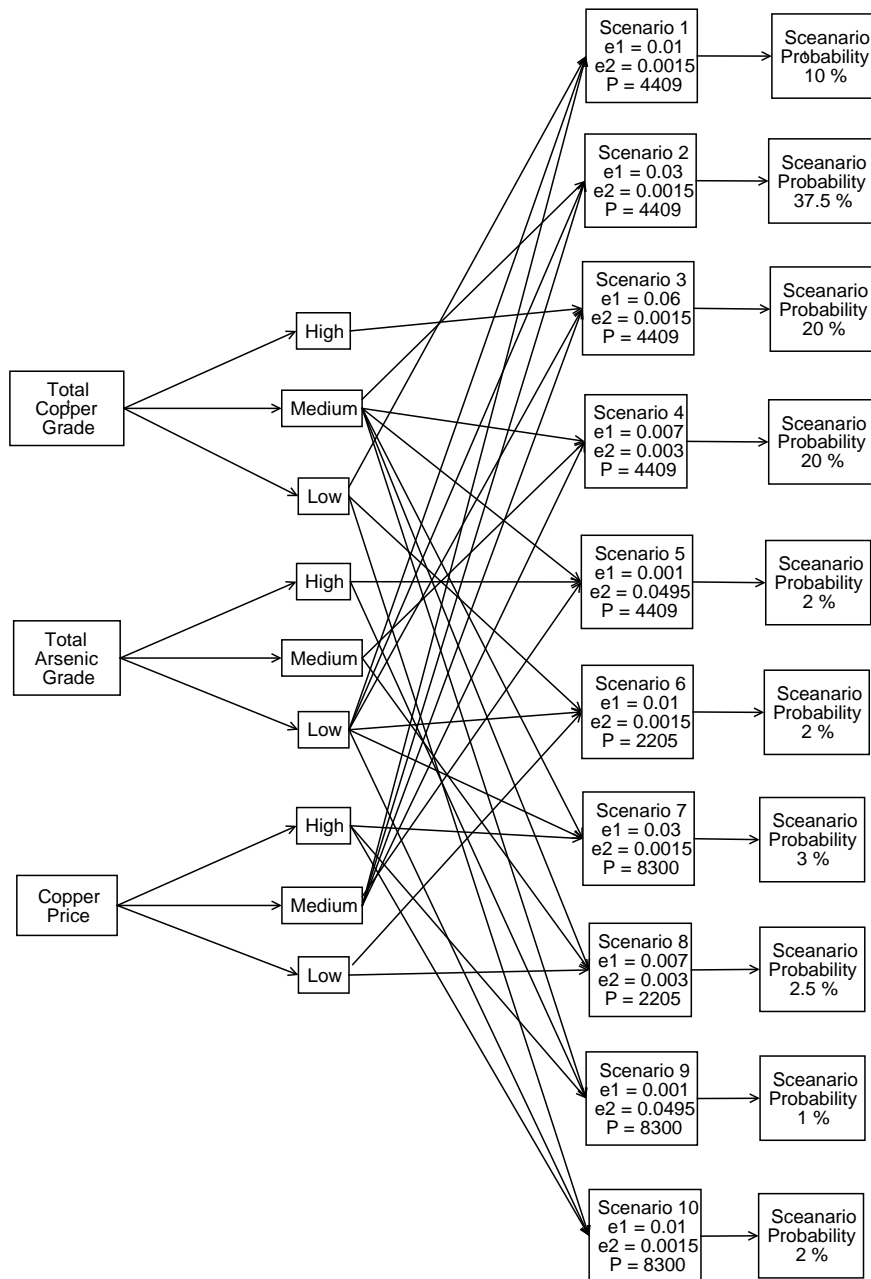 Total
Copper
Grade
Total
Arsenic
Grade
Copper
Price
High
Medium
Low
High
Medium
Low
High
Medium
Low
Scenario 1
e1 = 0.01
e2 = 0.0015
P = 4409
Sceanario
Probability
10 %
Scenario 2
e1 = 0.03
e2 = 0.0015
P = 4409
Sceanario
Probability
37.5 %
Scenario 3
e1 = 0.06
e2 = 0.0015
P = 4409
Sceanario
Probability
20 %
Scenario 4
e1 = 0.007
e2 = 0.003
P = 4409
Sceanario
Probability
20 %
Scenario 5
e1 = 0.001
e2 = 0.0495
P = 4409
Sceanario
Probability
2 %
Scenario 6
e1 = 0.01
e2 = 0.0015
P = 2205
Sceanario
Probability
2 %
Scenario 7
e1 = 0.03
e2 = 0.0015
P = 8300
Sceanario
Probability
3 %
Scenario 8
e1 = 0.007
e2 = 0.003
P = 2205
Sceanario
Probability
2.5 %
Scenario 9
e1 = 0.001
e2 = 0.0495
P = 8300
Sceanario
Probability
1 %
Scenario 10
e1 = 0.01
e2 = 0.0015
P = 8300
Sceanario
Probability
2 %